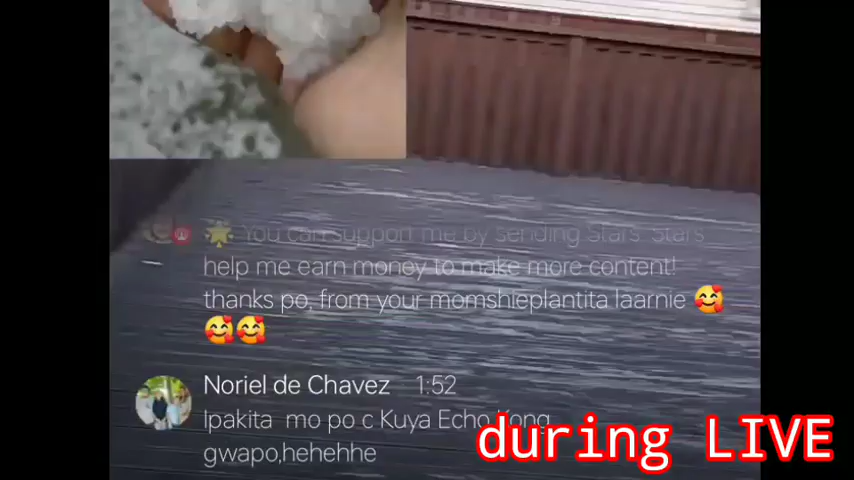 You can support me by sending Stars. Stars
help me earn money to make more content!
thanks po, from your momshieplantita laarnie
Noriel de Chavez 1:52
Ipakita mo po c Kuya Echo Kong
gwapo,hehehhe
during LIVE